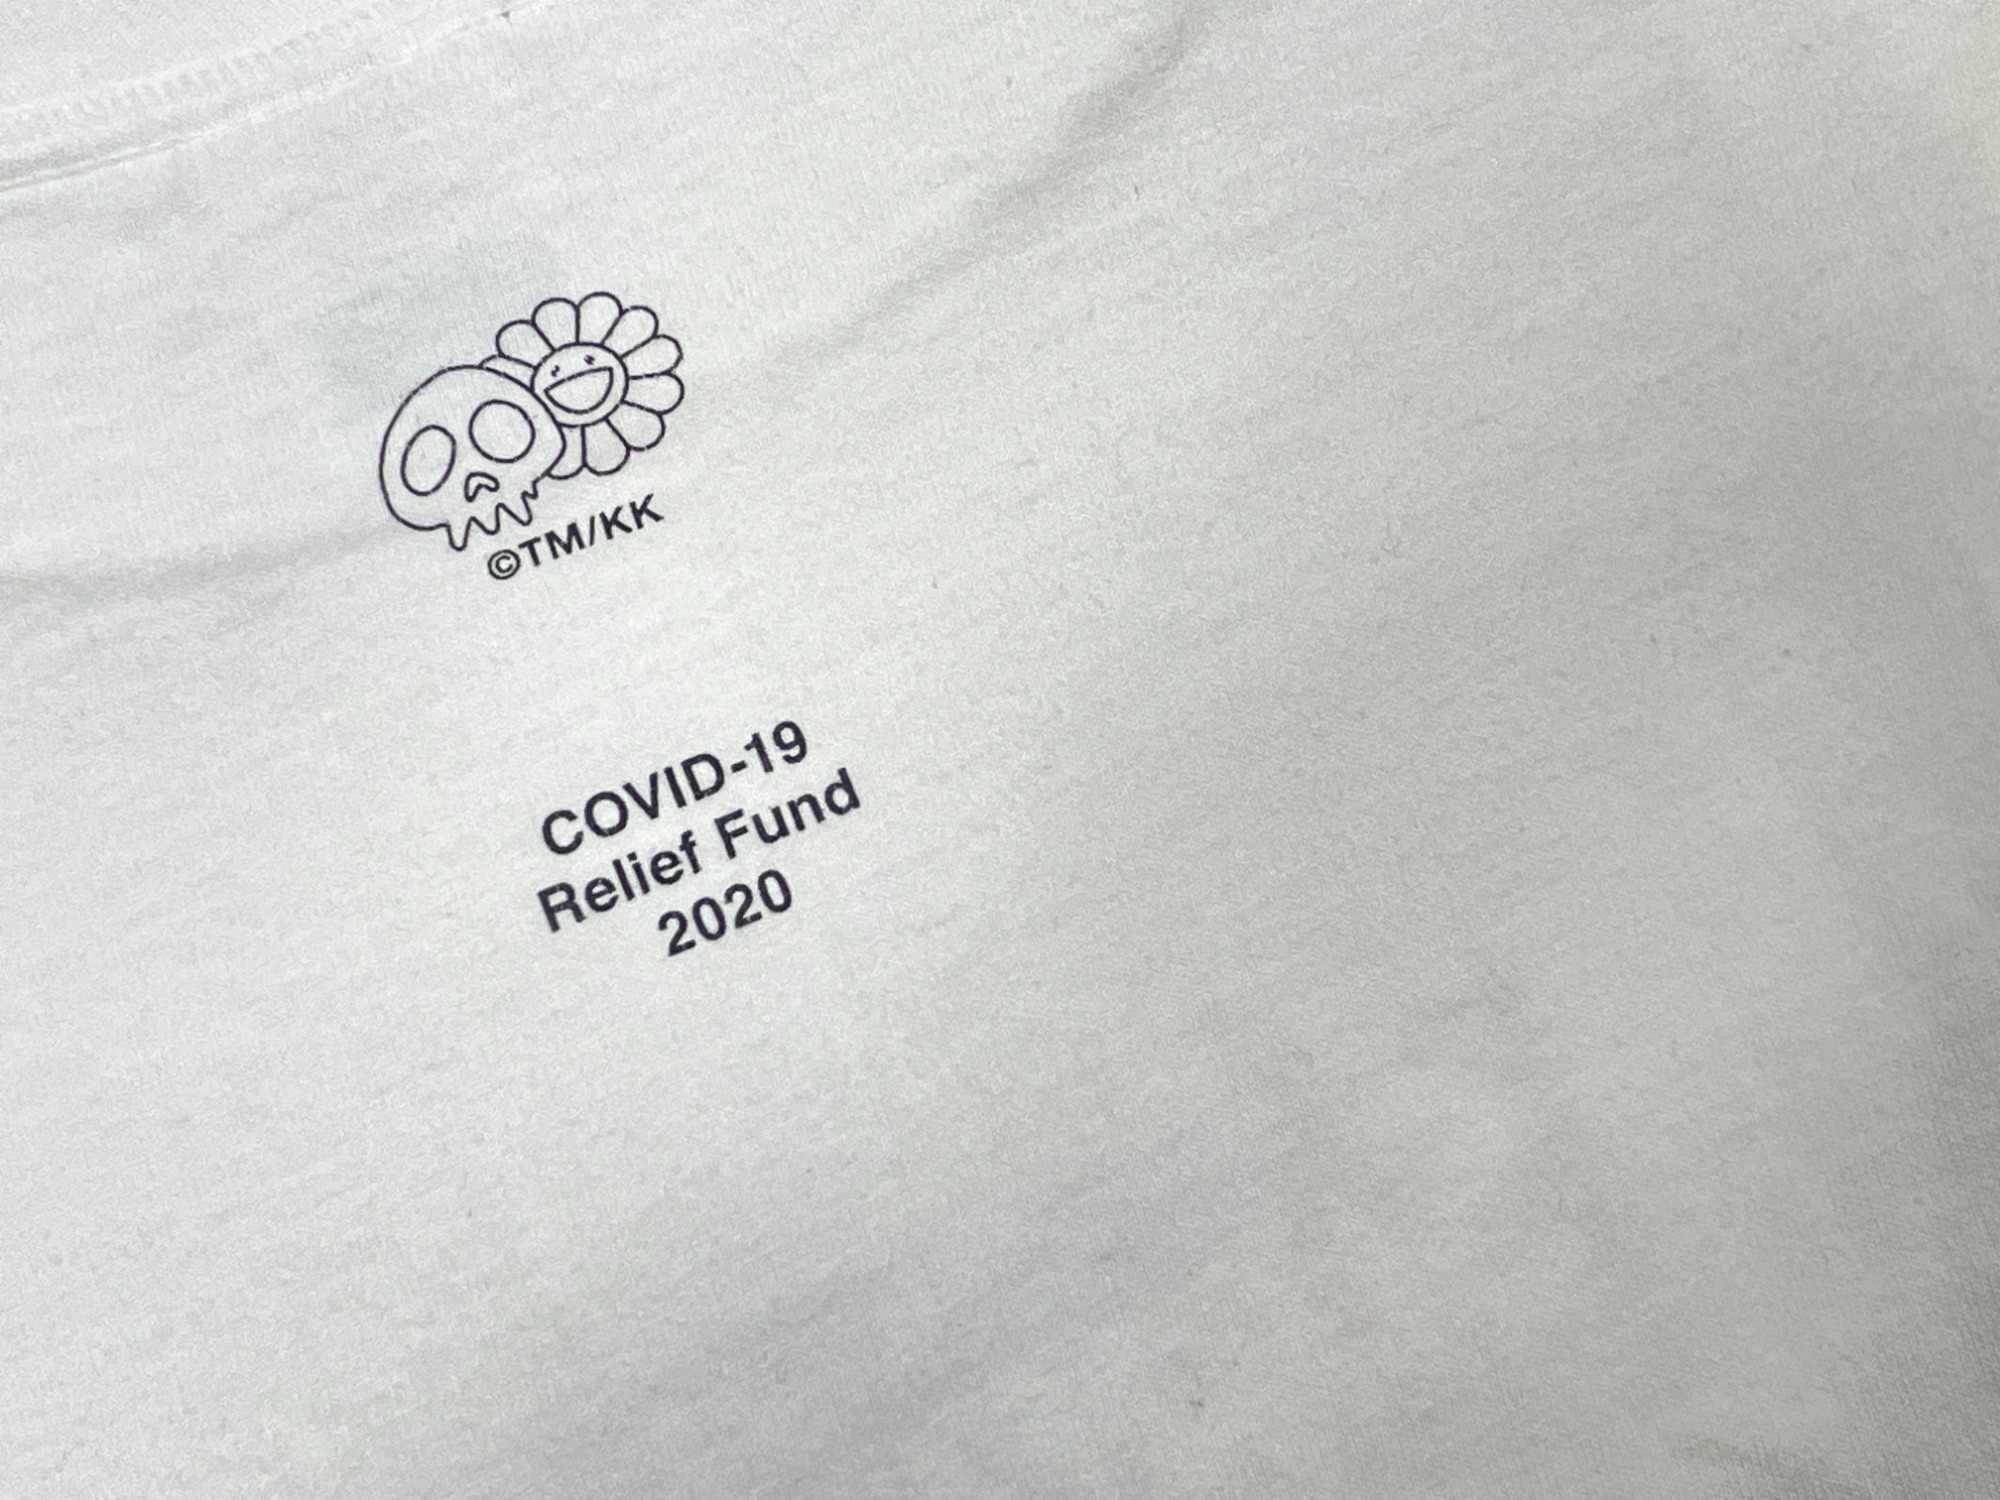 ©TM/KK
COVID-19
Relief Fund
2020